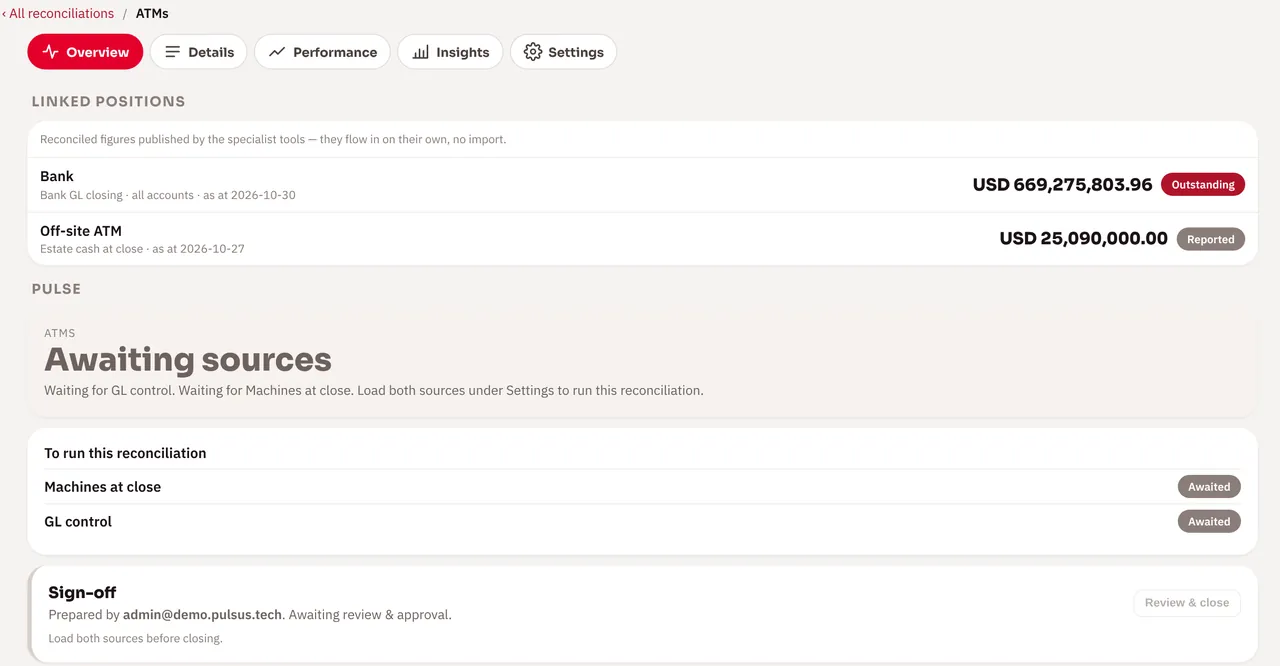 ‹ All reconciliations / ATMs
Overview Details Performance Insights Settings
LINKED POSITIONS
Reconciled figures published by the specialist tools — they flow in on their own, no import.
Bank
Bank GL closing · all accounts · as at 2026-10-30
USD 669,275,803.96 Outstanding
Off-site ATM
Estate cash at close · as at 2026-10-27
USD 25,090,000.00 Reported
PULSE
ATMS
Awaiting sources
Waiting for GL control. Waiting for Machines at close. Load both sources under Settings to run this reconciliation.
To run this reconciliation
Machines at close Awaited
GL control Awaited
Sign-off
Prepared by admin@demo.pulsus.tech. Awaiting review & approval.
Review & close
Load both sources before closing.